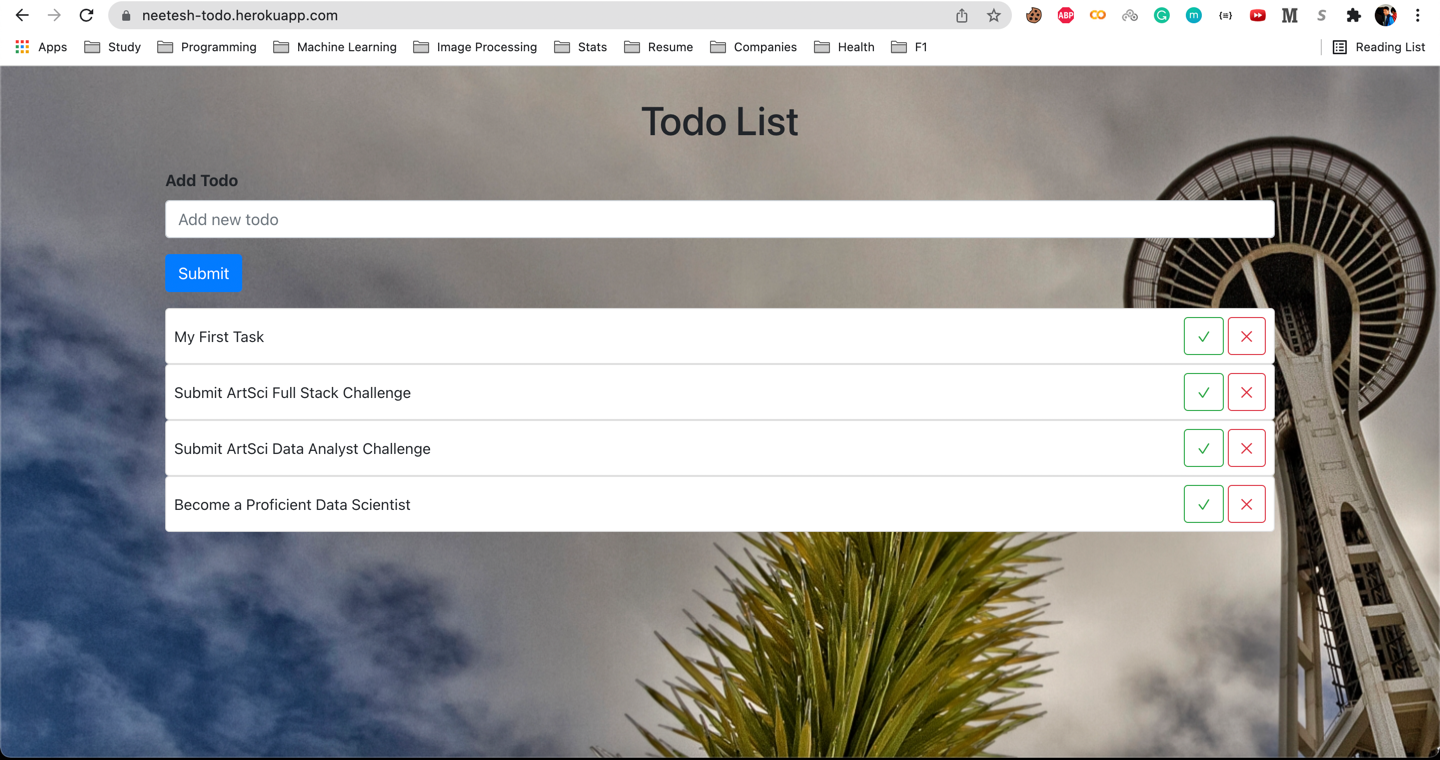 neetesh-todo.herokuapp.com
ABP
Apps Study Programming Machine Learning Image Processing Stats Resume Companies Health F1 Reading List
Todo List
Add Todo
Add new todo
Submit
My First Task
Submit ArtSci Full Stack Challenge
Submit ArtSci Data Analyst Challenge
Become a Proficient Data Scientist